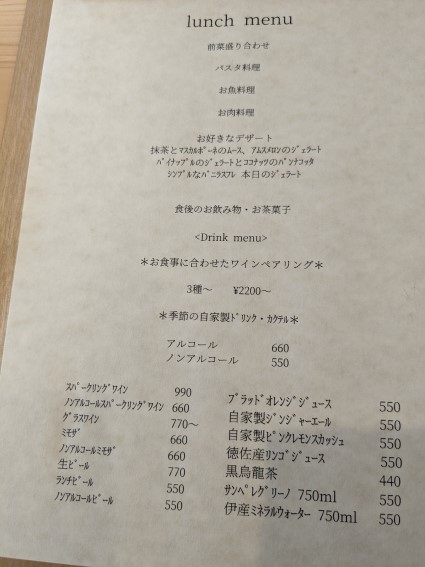 lunch menu
前菜盛り合わせ
パスタ料理
お魚料理
お肉料理
お好きなデザート
抹茶とﾏｽｶﾙﾎﾟｰﾈのﾑｰｽ、ｱﾑｽﾒﾛﾝのｼﾞｪﾗｰﾄ
ﾊﾟｲﾅｯﾌﾟﾙのｼﾞｪﾗｰﾄとｺｺﾅｯﾂのﾊﾟﾝﾅｺｯﾀ
ｼﾝﾌﾟﾙなﾊﾞﾆﾗｽﾌﾚ 本日のｼﾞｪﾗｰﾄ
食後のお飲み物・お茶菓子
<Drink menu>
＊お食事に合わせたワインペアリング＊
3種～ ¥2200～
＊季節の自家製ﾄﾞﾘﾝｸ・ｶｸﾃﾙ＊
アルコール 660
ノンアルコール 550
ｽﾊﾟｰｸﾘﾝｸﾞﾜｲﾝ 990
ﾉﾝｱﾙｺｰﾙｽﾊﾟｰｸﾘﾝｸﾞﾜｲﾝ 660
ｸﾞﾗｽﾜｲﾝ 770～
ﾐﾓｻﾞ 660
ﾉﾝｱﾙｺｰﾙﾐﾓｻﾞ 660
生ﾋﾞｰﾙ 770
ﾗﾝﾁﾋﾞｰﾙ 550
ﾉﾝｱﾙｺｰﾙﾋﾞｰﾙ 550
ﾌﾞﾗｯﾄﾞｵﾚﾝｼﾞｼﾞｭｰｽ 550
自家製ｼﾞﾝｼﾞｬｰｴｰﾙ 550
自家製ﾋﾟﾝｸﾚﾓﾝｽｶｯｼｭ 550
徳佐産ﾘﾝｺﾞｼﾞｭｰｽ 550
黒烏龍茶 440
ｻﾝﾍﾟﾚｸﾞﾘｰﾉ 750ml 550
伊産ﾐﾈﾗﾙｳｫｰﾀｰ 750ml 550